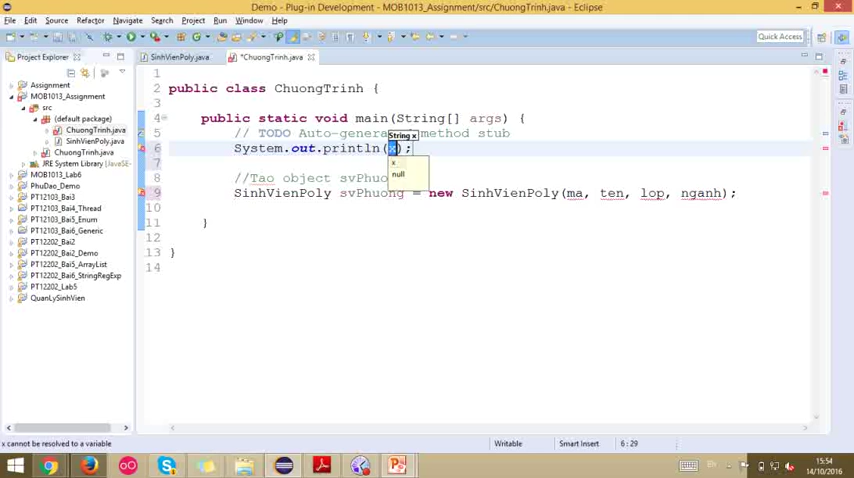 Demo - Plug-in Development - MOB1013_Assignment/src/ChuongTrinh.java - Eclipse
File Edit Source Refactor Navigate Search Project Run Window Help
Quick Access
Project Explorer
SinhVienPoly.java
*ChuongTrinh.java
Assignment
MOB1013_Assignment
src
(default package)
ChuongTrinh.java
SinhVienPoly.java
JRE System Library [JavaSE-
MOB1013_Lab6
PhuDao_Demo
PT12103_Bai3
PT12103_Bai4_Thread
PT12103_Bai5_Enum
PT12103_Bai6_Generic
PT12202_Bai2
PT12202_Bai2_Demo
PT12202_Bai5_ArrayList
PT12202_Bai6_StringRegExp
PT12202_Lab5
QuanLySinhVien
1
2 public class ChuongTrinh {
3
4 public static void main(String[] args) {
5 // TODO Auto-genera method stub
String x
6 System.out.println(x);
x
null
7
8 //Tao object svPhuo
9 SinhVienPoly svPhuong = new SinhVienPoly(ma, ten, lop, nganh);
10
11 }
12
13 }
14
x cannot be resolved to a variable
Writable
Smart Insert
6 : 29
EN
15:54
14/10/2016